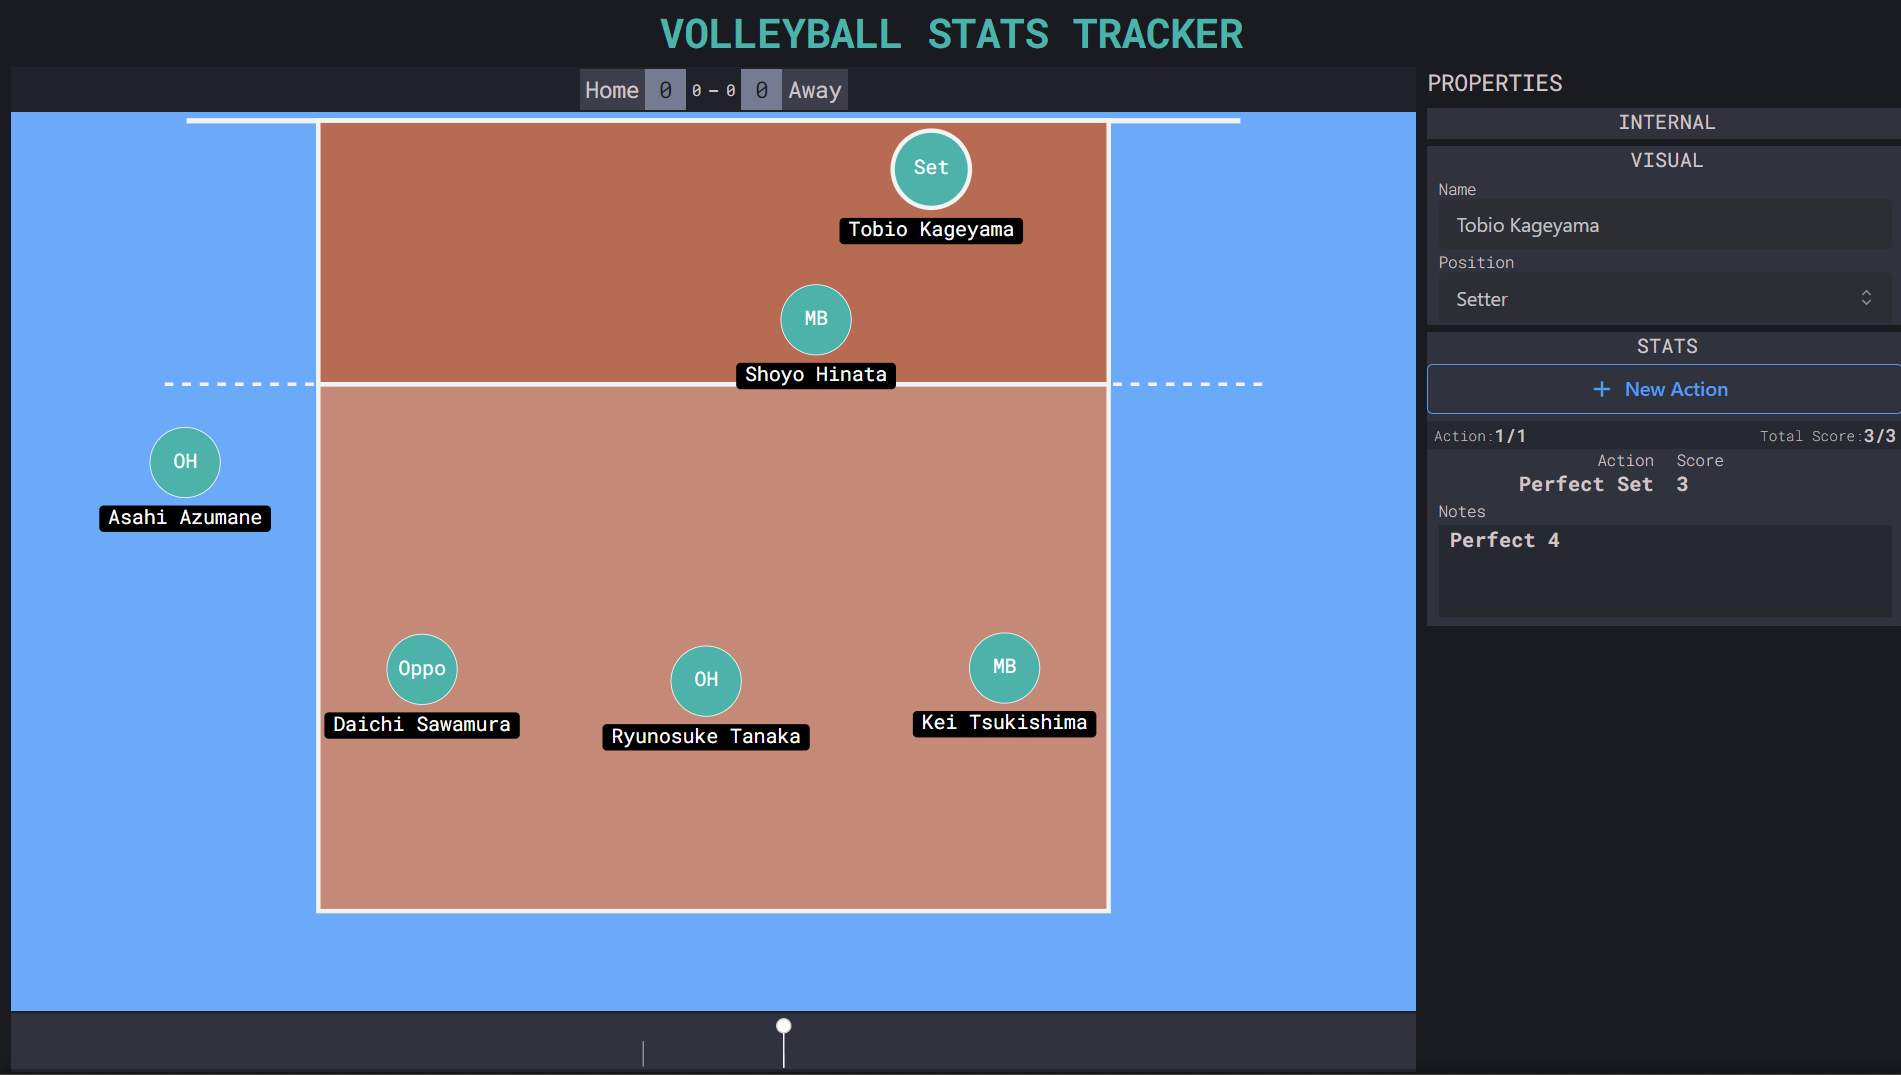 VOLLEYBALL STATS TRACKER
Home 0 0 - 0 0 Away
Set
Tobio Kageyama
MB
Shoyo Hinata
OH
Asahi Azumane
Oppo
Daichi Sawamura
OH
Ryunosuke Tanaka
MB
Kei Tsukishima
PROPERTIES
INTERNAL
VISUAL
Name
Tobio Kageyama
Position
Setter
STATS
+ New Action
Action:1/1 Total Score:3/3
Action Score
Perfect Set 3
Notes
Perfect 4